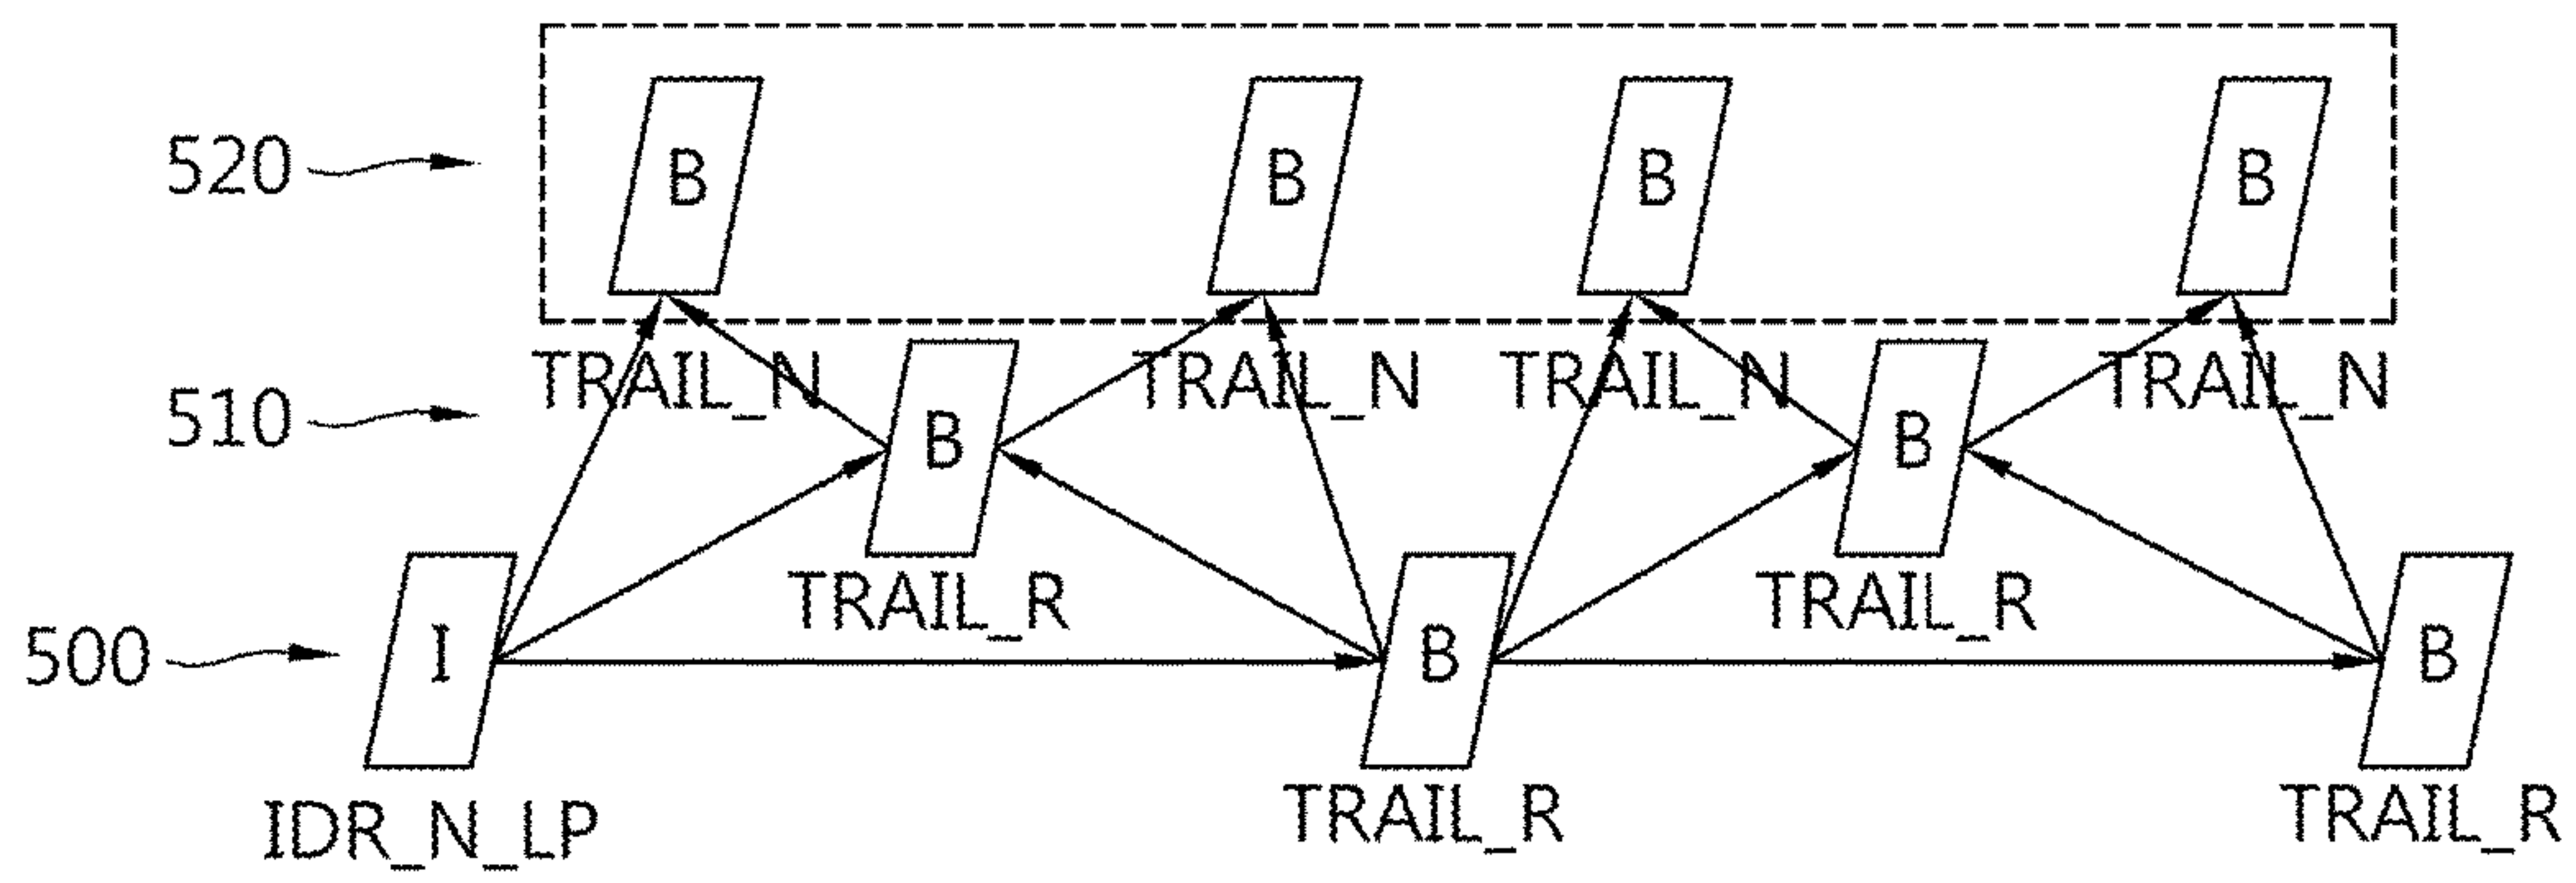 520
B B B B
TRAIL_N TRAIL_N TRAIL_N TRAIL_N
510
B B
TRAIL_R TRAIL_R
500
I B B
IDR_N_LP TRAIL_R TRAIL_R